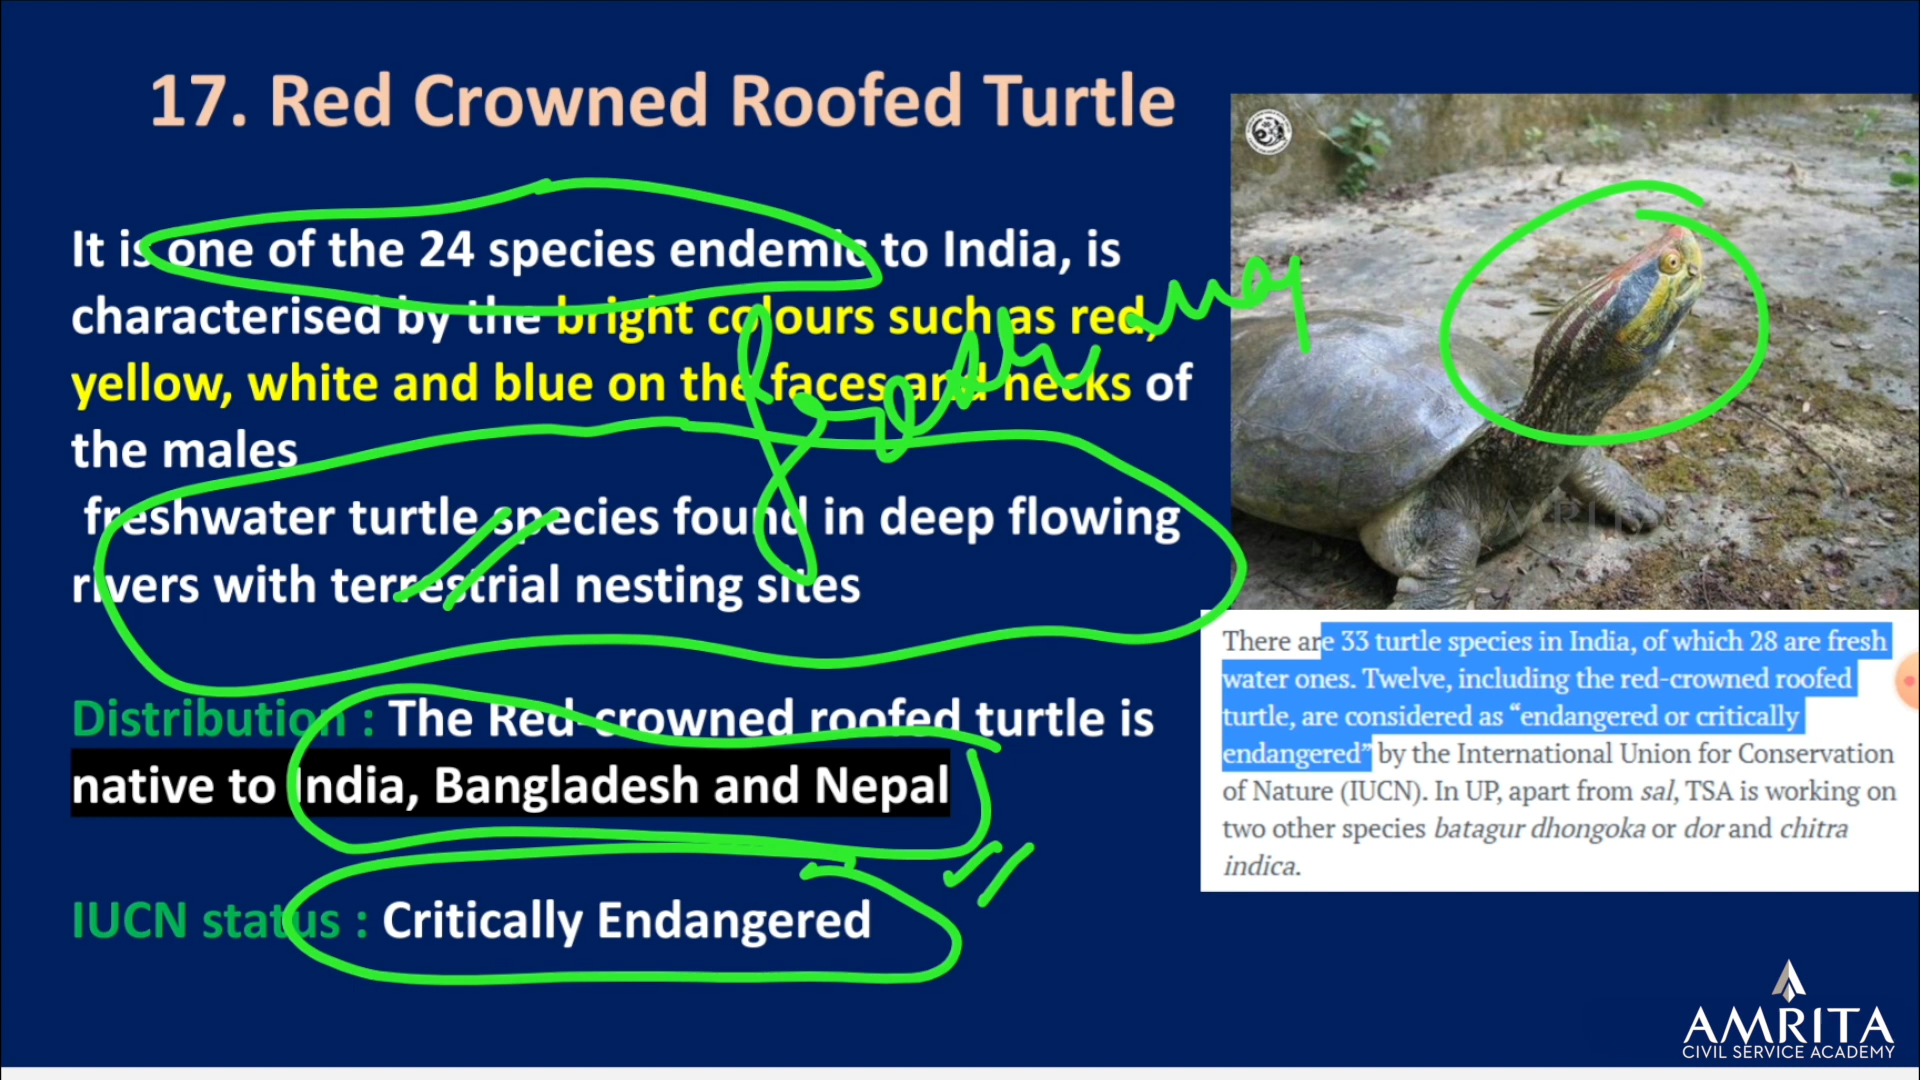 17. Red Crowned Roofed Turtle
It is one of the 24 species endemic to India, is
characterised by the bright colours such as red,
yellow, white and blue on the faces and necks of
the males
freshwater turtle species found in deep flowing
rivers with terrestrial nesting sites
Distribution : The Red-crowned roofed turtle is
native to India, Bangladesh and Nepal
IUCN status : Critically Endangered
There are 33 turtle species in India, of which 28 are fresh
water ones. Twelve, including the red-crowned roofed
turtle, are considered as “endangered or critically
endangered” by the International Union for Conservation
of Nature (IUCN). In UP, apart from sal, TSA is working on
two other species batagur dhongoka or dor and chitra
indica.
AMRITA
CIVIL SERVICE ACADEMY